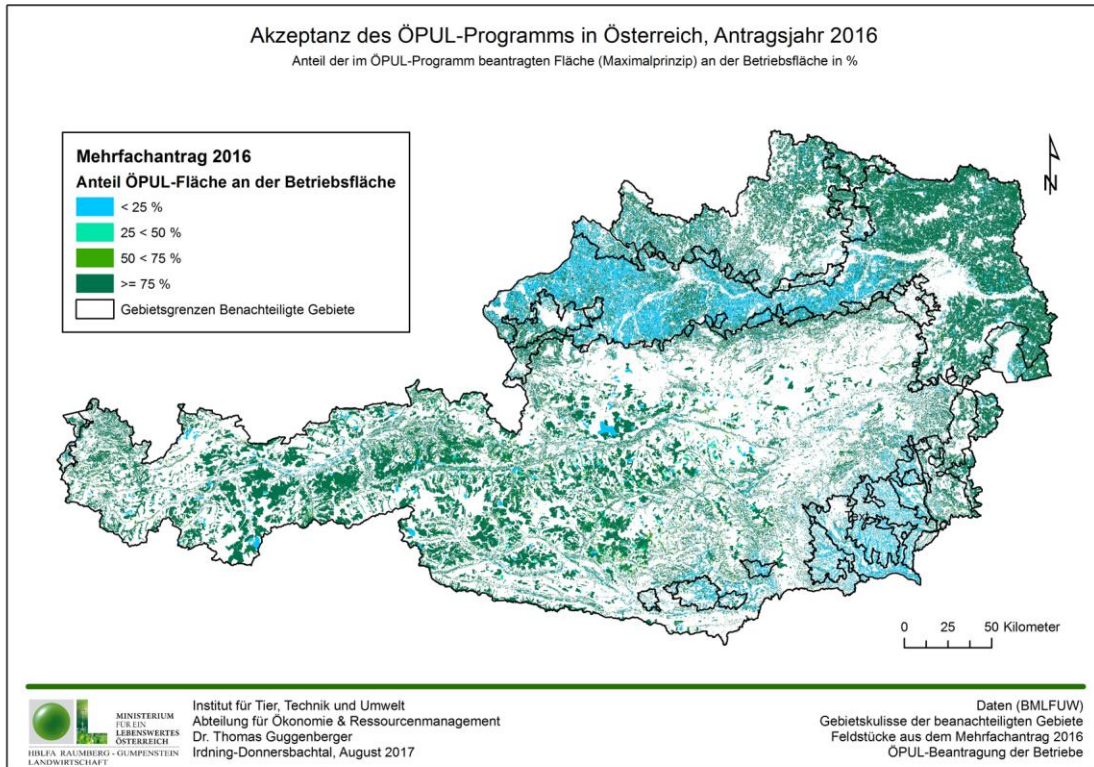 Akzeptanz des ÖPUL-Programms in Österreich, Antragsjahr 2016
Anteil der im ÖPUL-Programm beantragten Fläche (Maximalprinzip) an der Betriebsfläche in %
Mehrfachantrag 2016
Anteil ÖPUL-Fläche an der Betriebsfläche
< 25 %
25 < 50 %
50 < 75 %
>= 75 %
Gebietsgrenzen Benachteiligte Gebiete
N
0 25 50 Kilometer
MINISTERIUM
FÜR EIN
LEBENSWERTES
ÖSTERREICH
HBLFA RAUMBERG - GUMPENSTEIN
LANDWIRTSCHAFT
Institut für Tier, Technik und Umwelt
Abteilung für Ökonomie & Ressourcenmanagement
Dr. Thomas Guggenberger
Irdning-Donnersbachtal, August 2017
Daten (BMLFUW)
Gebietskulisse der beanachteiligten Gebiete
Feldstücke aus dem Mehrfachantrag 2016
ÖPUL-Beantragung der Betriebe